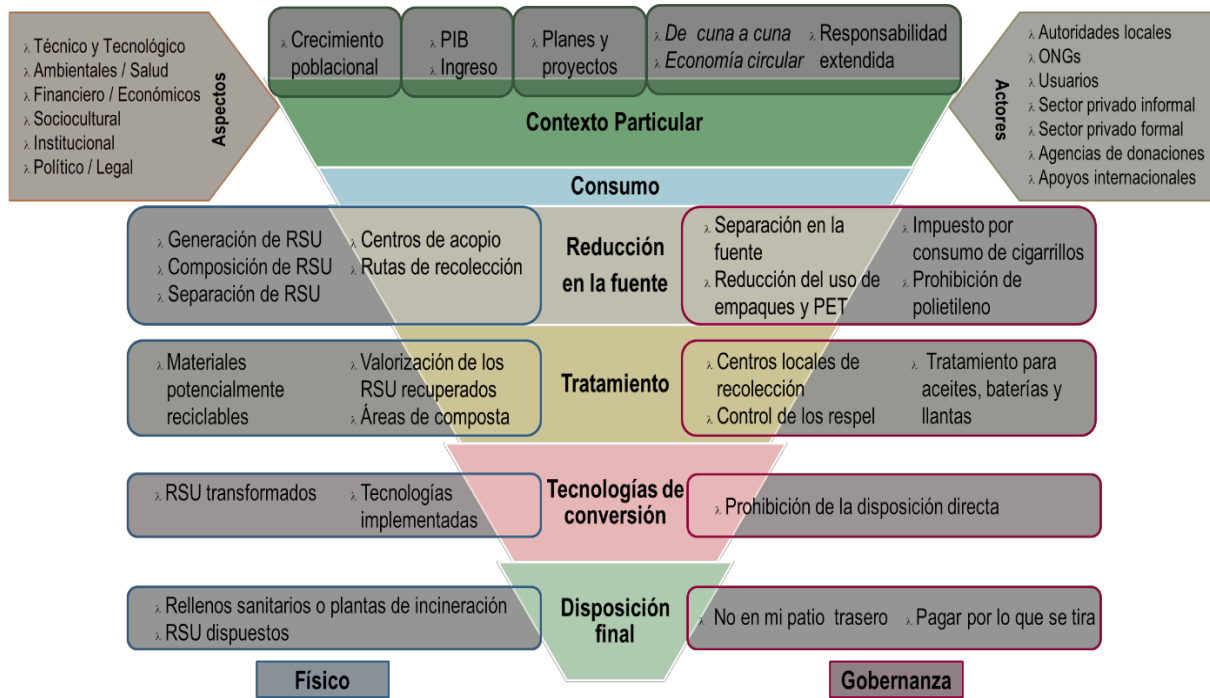 λ Técnico y Tecnológico
λ Ambientales / Salud
λ Financiero / Económicos
λ Sociocultural
λ Institucional
λ Político / Legal
Aspectos
λ Crecimiento
poblacional
λ PIB
λ Ingreso
λ Planes y
proyectos
λ De cuna a cuna
λ Economía circular
λ Responsabilidad
extendida
Actores
λ Autoridades locales
λ ONGs
λ Usuarios
λ Sector privado informal
λ Sector privado formal
λ Agencias de donaciones
λ Apoyos internacionales
Contexto Particular
Consumo
λ Generación de RSU
λ Composición de RSU
λ Separación de RSU
λ Centros de acopio
λ Rutas de recolección
Reducción
en la fuente
λ Separación en la
fuente
λ Reducción del uso de
empaques y PET
λ Impuesto por
consumo de cigarrillos
λ Prohibición de
polietileno
λ Materiales
potencialmente
reciclables
λ Valorización de los
RSU recuperados
λ Áreas de composta
Tratamiento
λ Centros locales de
recolección
λ Control de los respel
λ Tratamiento para
aceites, baterías y
llantas
λ RSU transformados
λ Tecnologías
implementadas
Tecnologías de
conversión
λ Prohibición de la disposición directa
λ Rellenos sanitarios o plantas de incineración
λ RSU dispuestos
Disposición
final
λ No en mi patio trasero
λ Pagar por lo que se tira
Físico
Gobernanza